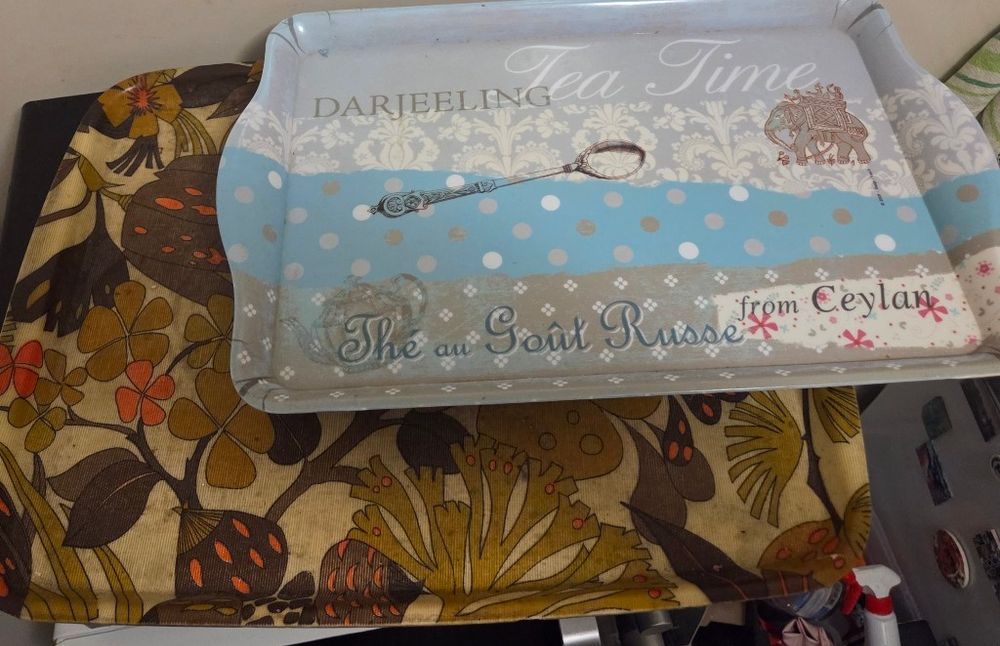 Tea Time
DARJEELING
Thé au Goût Russe
from Ceylan